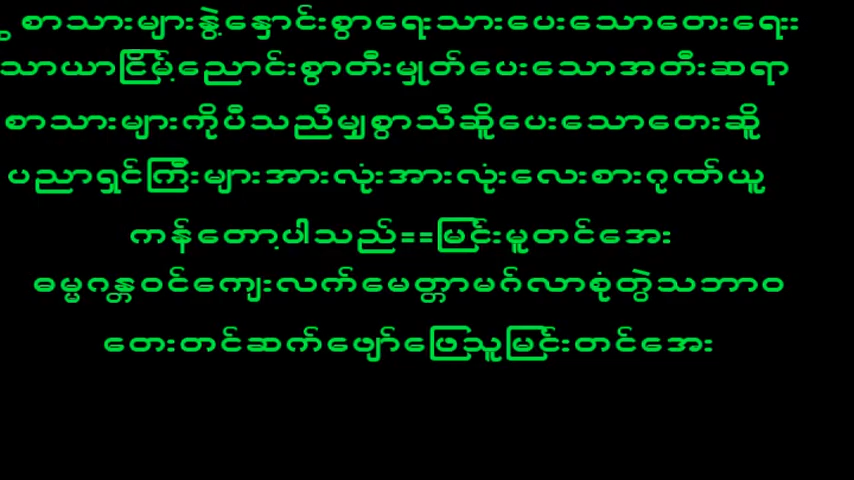 စာသားများနွဲ့နှောင်းစွာရေးသားပေးသောတေးရေး
သာယာငြိမ့်ညောင်းစွာတီးမှုတ်ပေးသောအတီးဆရာ
စာသားများကိုပီသညီမျှစွာသီဆိုပေးသောတေးဆို
ပညာရှင်ကြီးများအားလုံးအားလုံးလေးစားဂုဏ်ယူ
ကန်တော့ပါသည်==မြင်းမူတင်အေး
ဓမ္မဂန္တဝင်ကျေးလက်မေတ္တာမဂ်လာစုံတွဲသဘာဝ
တေးတင်ဆက်ဖျော်ဖြေသူမြင်းတင်အေး